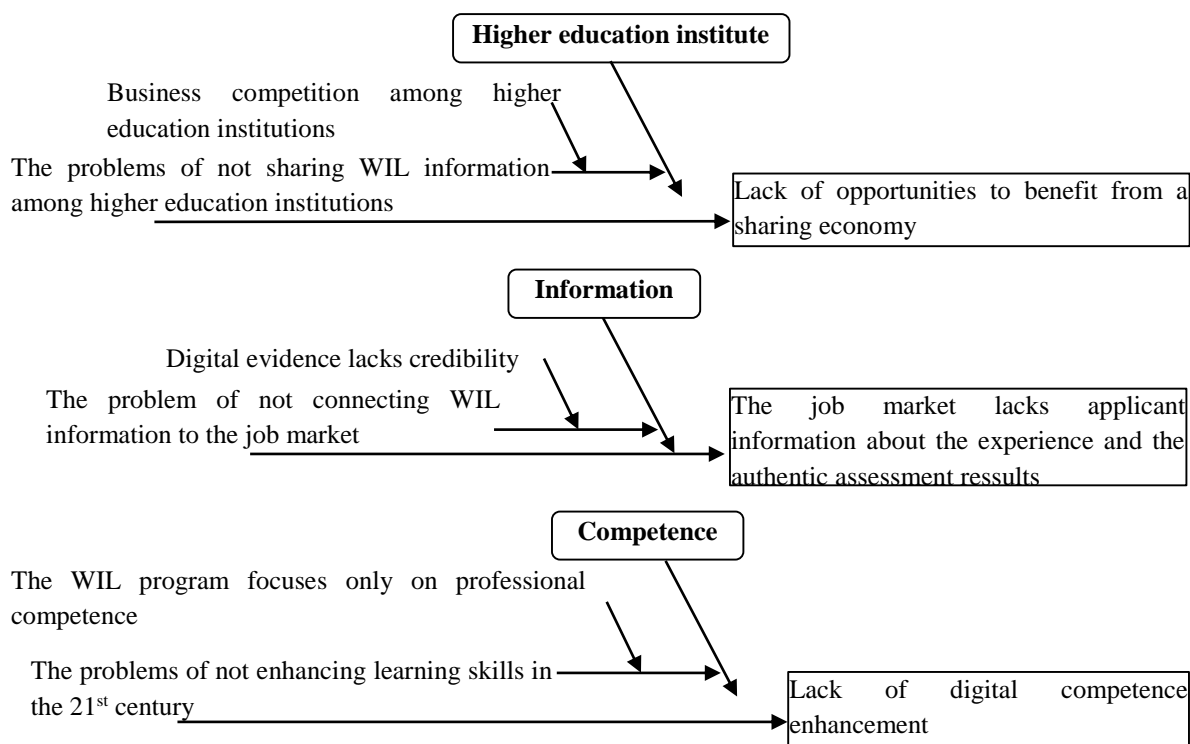 Higher education institute
Business competition among higher
education institutions
The problems of not sharing WIL information
among higher education institutions
Lack of opportunities to benefit from a
sharing economy
Information
Digital evidence lacks credibility
The problem of not connecting WIL
information to the job market
The job market lacks applicant
information about the experience and the
authentic assessment ressults
Competence
The WIL program focuses only on professional
competence
The problems of not enhancing learning skills in
the 21st century
Lack of digital competence
enhancement